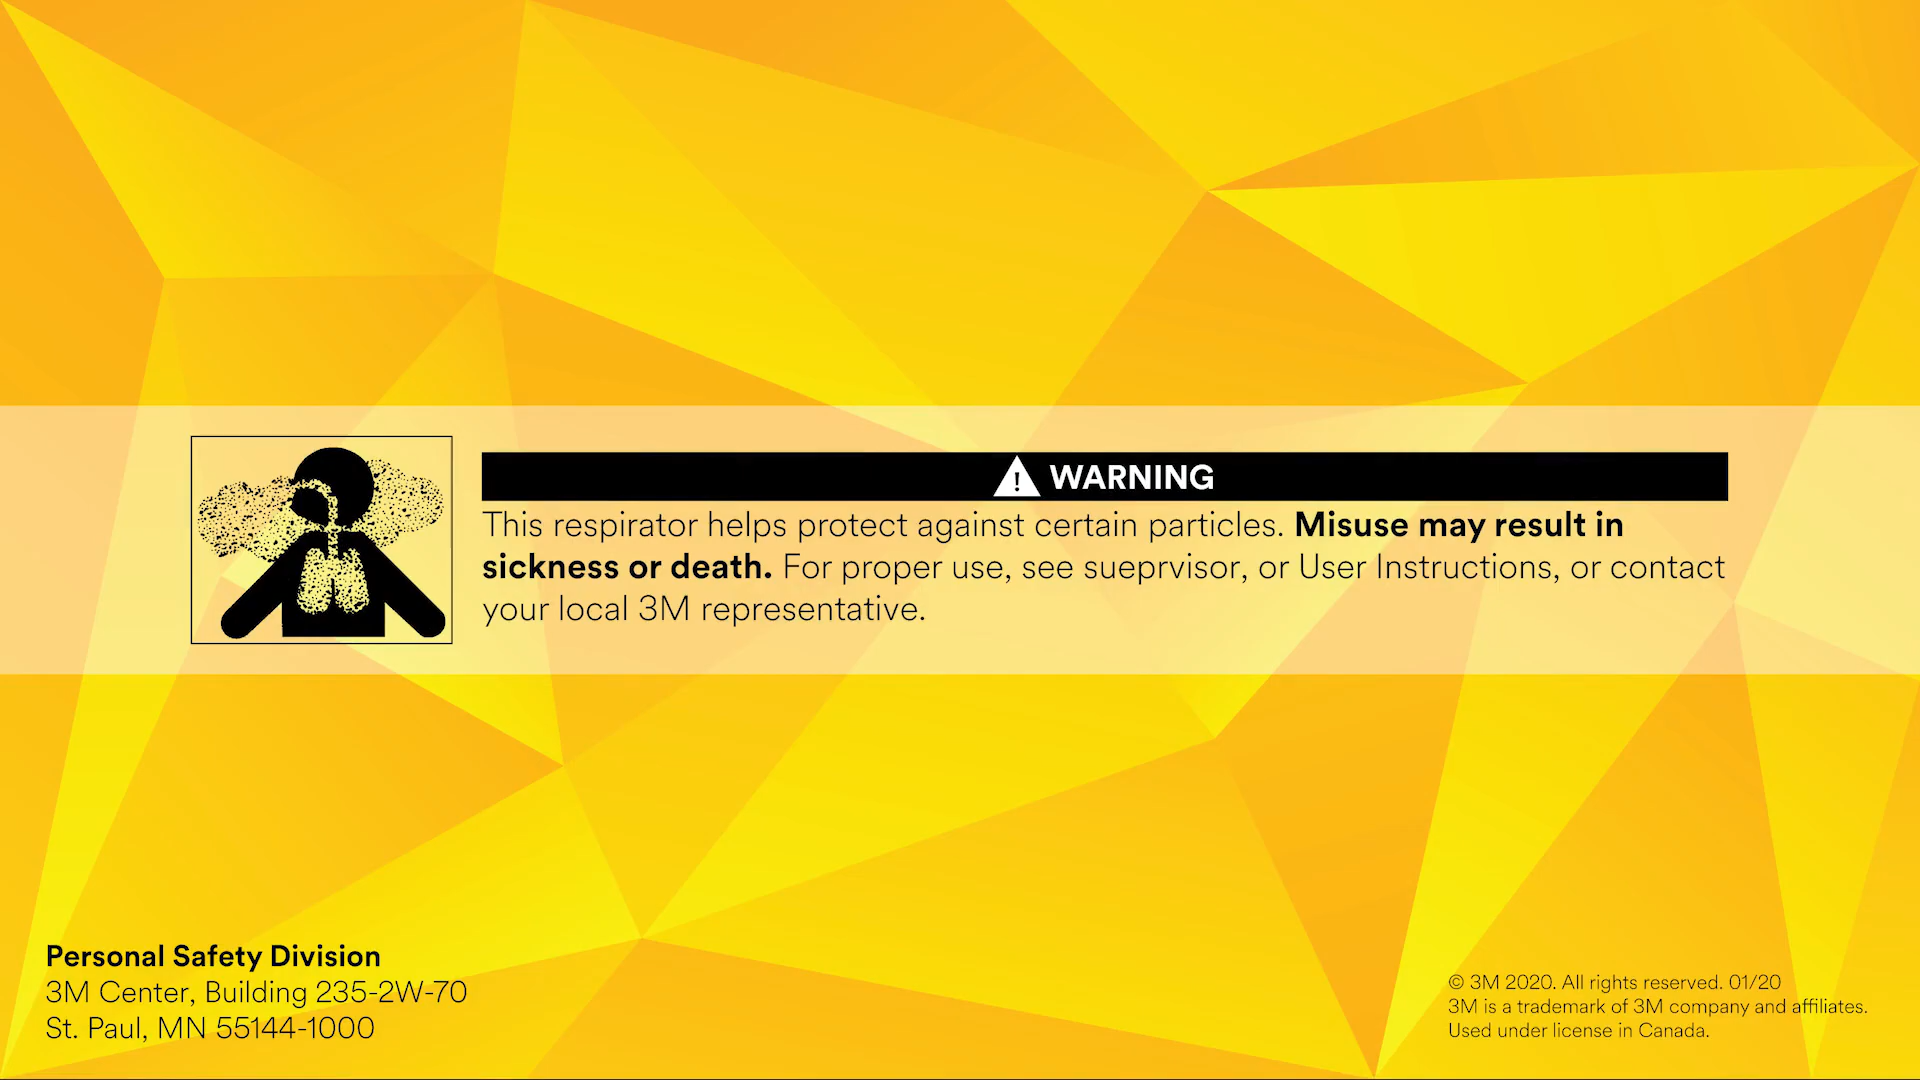 WARNING
This respirator helps protect against certain particles. Misuse may result in
sickness or death. For proper use, see sueprvisor, or User Instructions, or contact
your local 3M representative.
Personal Safety Division
3M Center, Building 235-2W-70
St. Paul, MN 55144-1000
© 3M 2020. All rights reserved. 01/20
3M is a trademark of 3M company and affiliates.
Used under license in Canada.